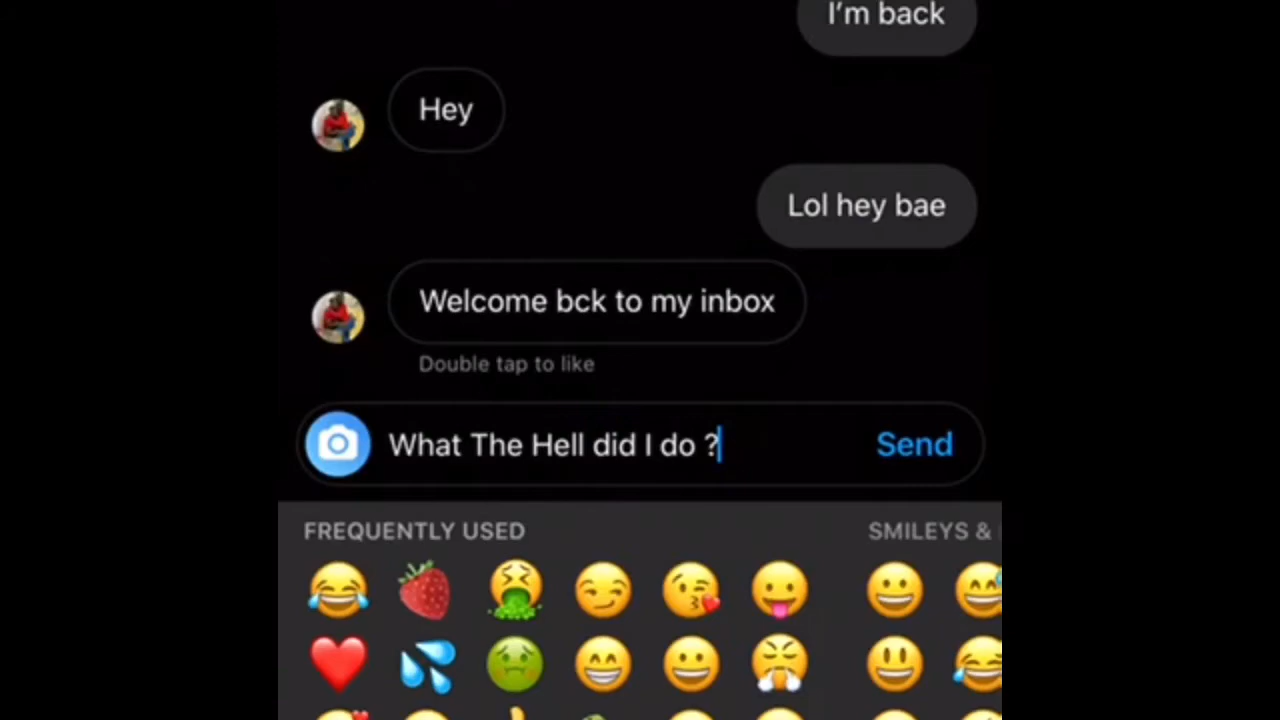 I'm back
Hey
Lol hey bae
Welcome bck to my inbox
Double tap to like
What The Hell did I do ?
Send
FREQUENTLY USED
SMILEYS &